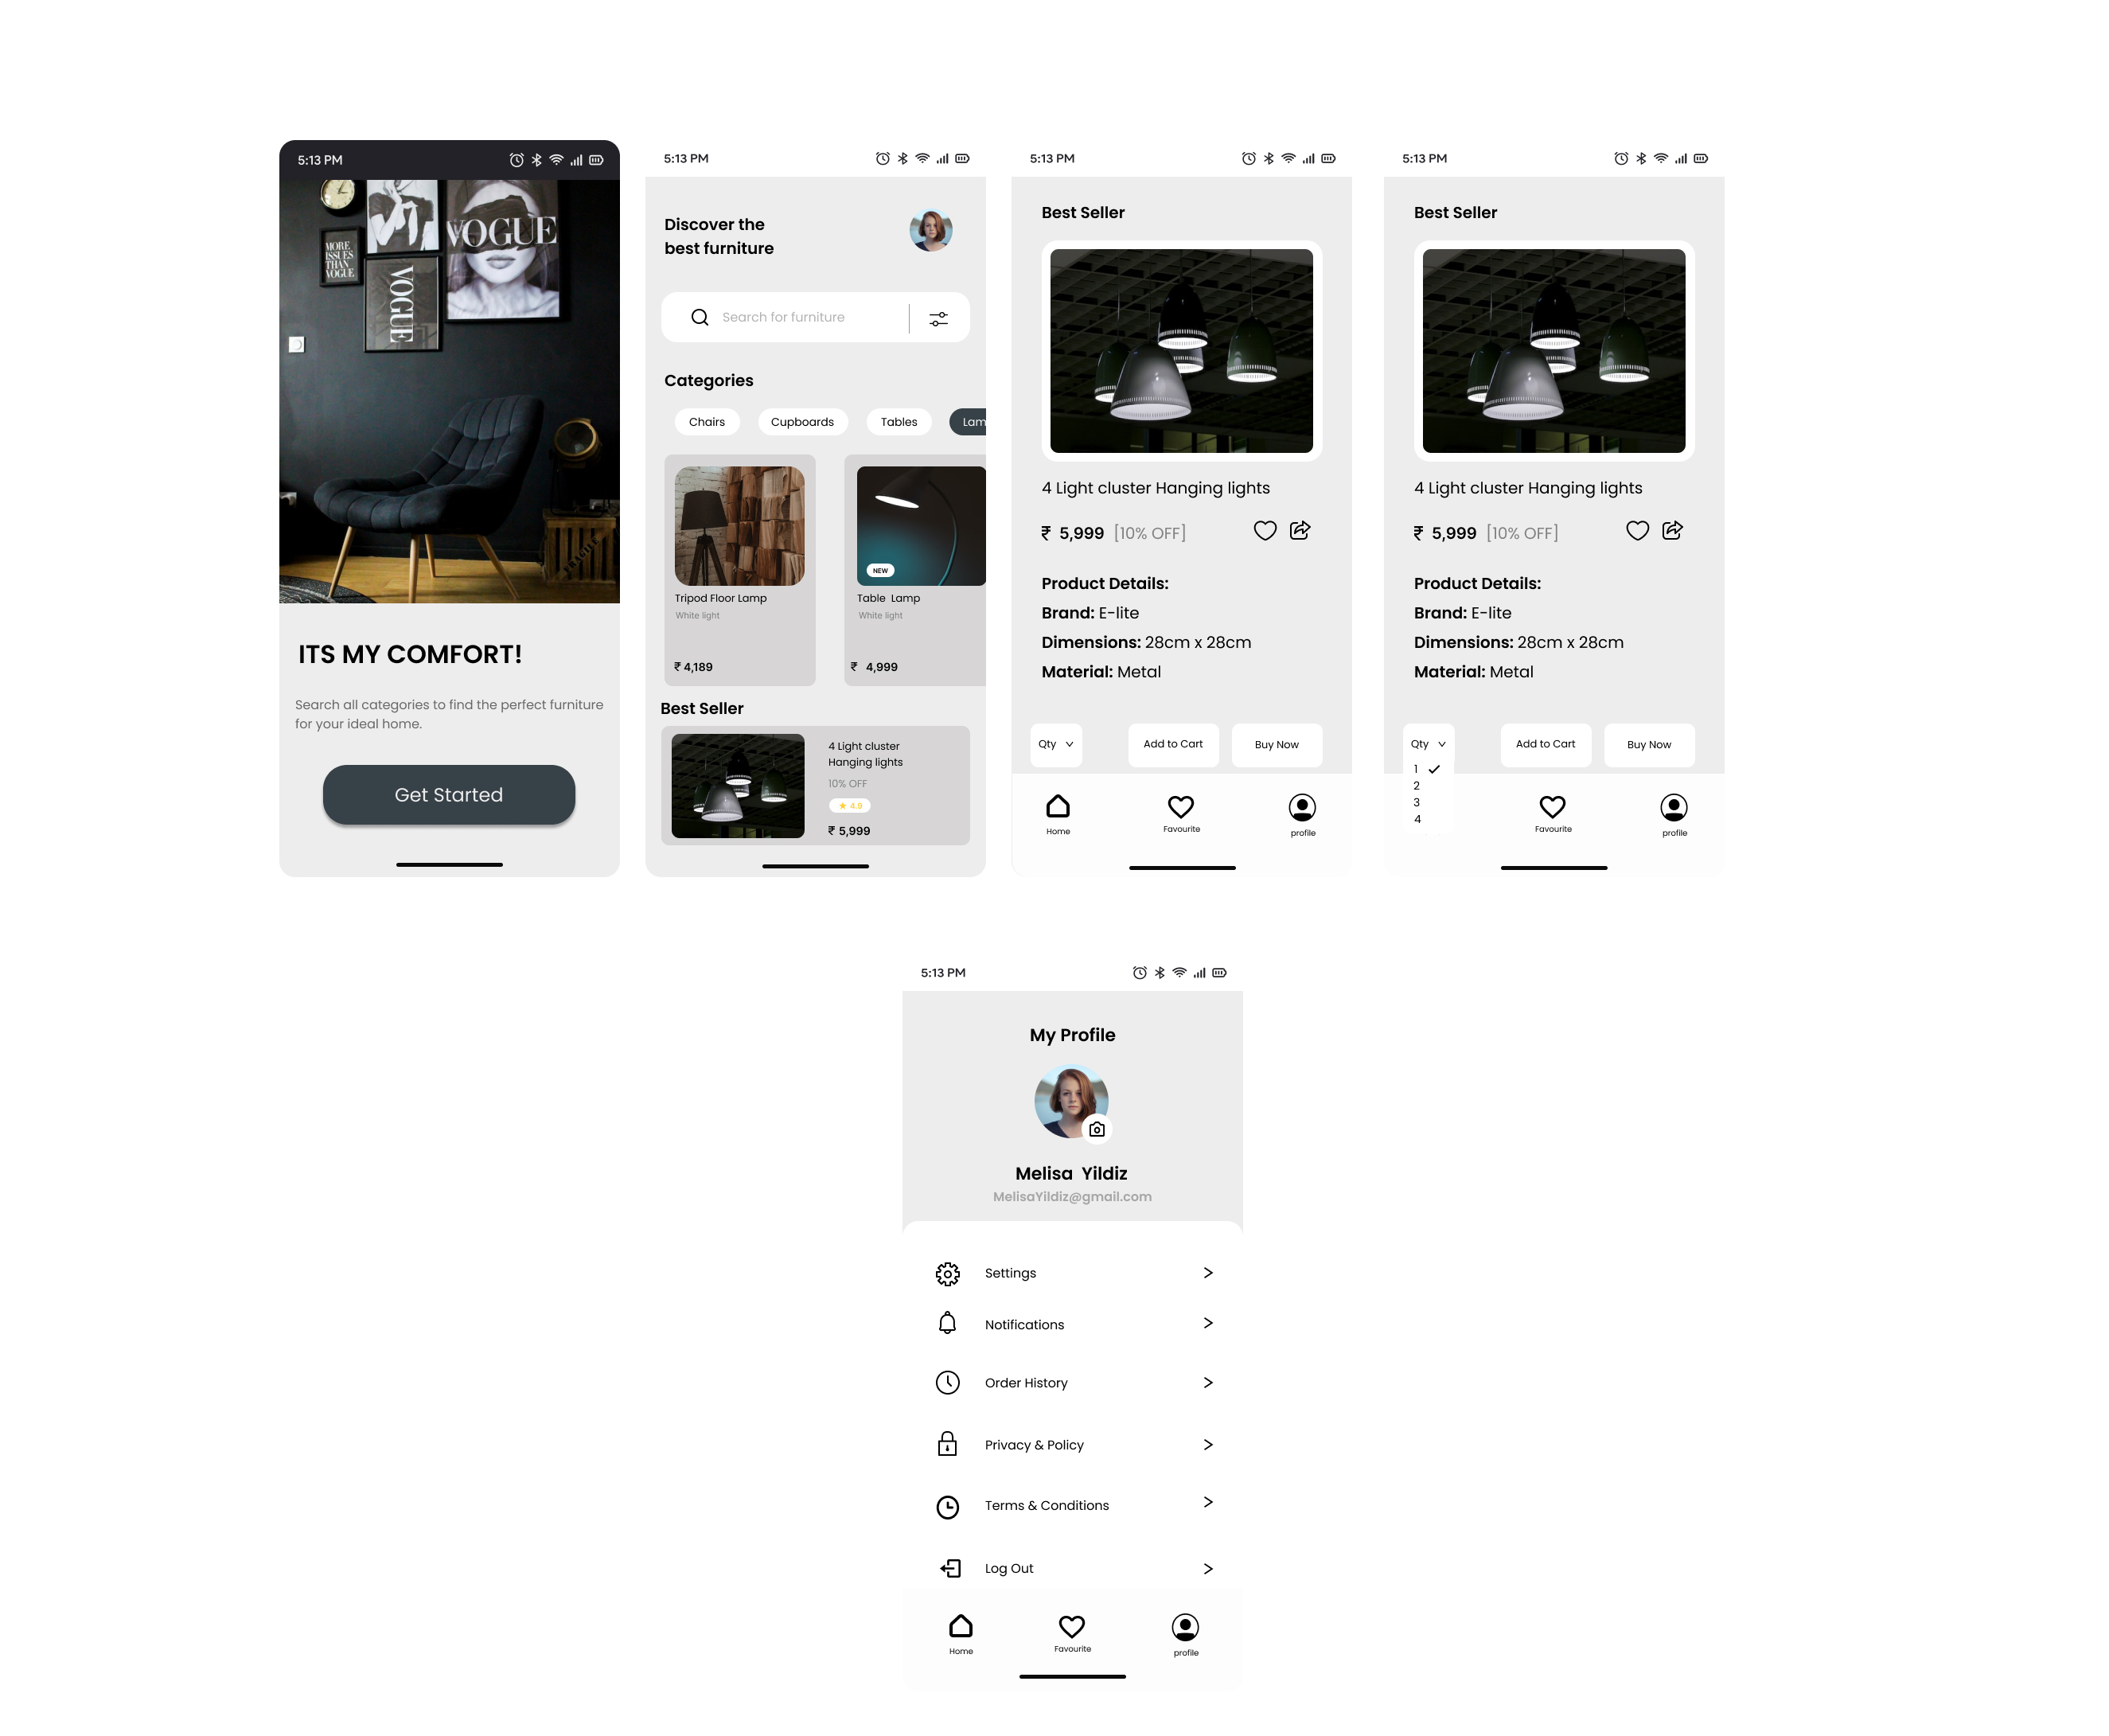 5:13 PM
VOGUE
MORE
ISSUES
THAN
VOGUE
VOGUE
FRAGILE
ITS MY COMFORT!
Search all categories to find the perfect furniture
for your ideal home.
Get Started
5:13 PM
Discover the
best furniture
Search for furniture
Categories
Chairs
Cupboards
Tables
Lam
NEW
Tripod Floor Lamp
White light
₹ 4,189
Table Lamp
White light
₹ 4,999
Best Seller
4 Light cluster
Hanging lights
10% OFF
★ 4.9
₹ 5,999
5:13 PM
Best Seller
4 Light cluster Hanging lights
₹ 5,999 [10% OFF]
Product Details:
Brand: E-lite
Dimensions: 28cm x 28cm
Material: Metal
Qty
Add to Cart
Buy Now
Home
Favourite
profile
5:13 PM
Best Seller
4 Light cluster Hanging lights
₹ 5,999 [10% OFF]
Product Details:
Brand: E-lite
Dimensions: 28cm x 28cm
Material: Metal
Qty
Add to Cart
Buy Now
1
2
3
4
Favourite
profile
5:13 PM
My Profile
Melisa Yildiz
MelisaYildiz@gmail.com
Settings
Notifications
Order History
Privacy & Policy
Terms & Conditions
Log Out
Home
Favourite
profile